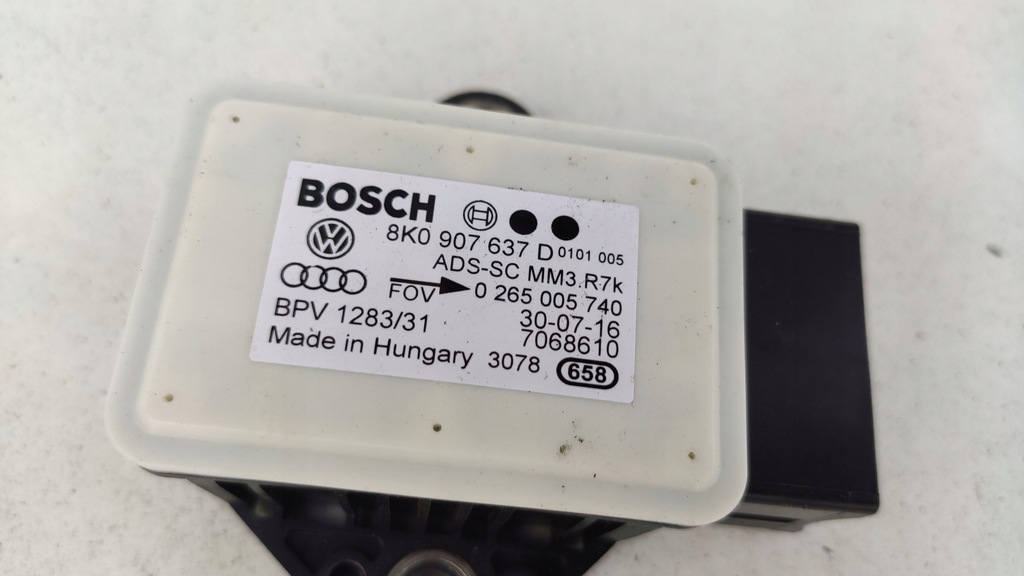 BOSCH
8K0 907 637 D 0101 005
ADS-SC MM3.R7k
FOV 0 265 005 740
BPV 1283/31 30-07-16
7068610
Made in Hungary 3078 658